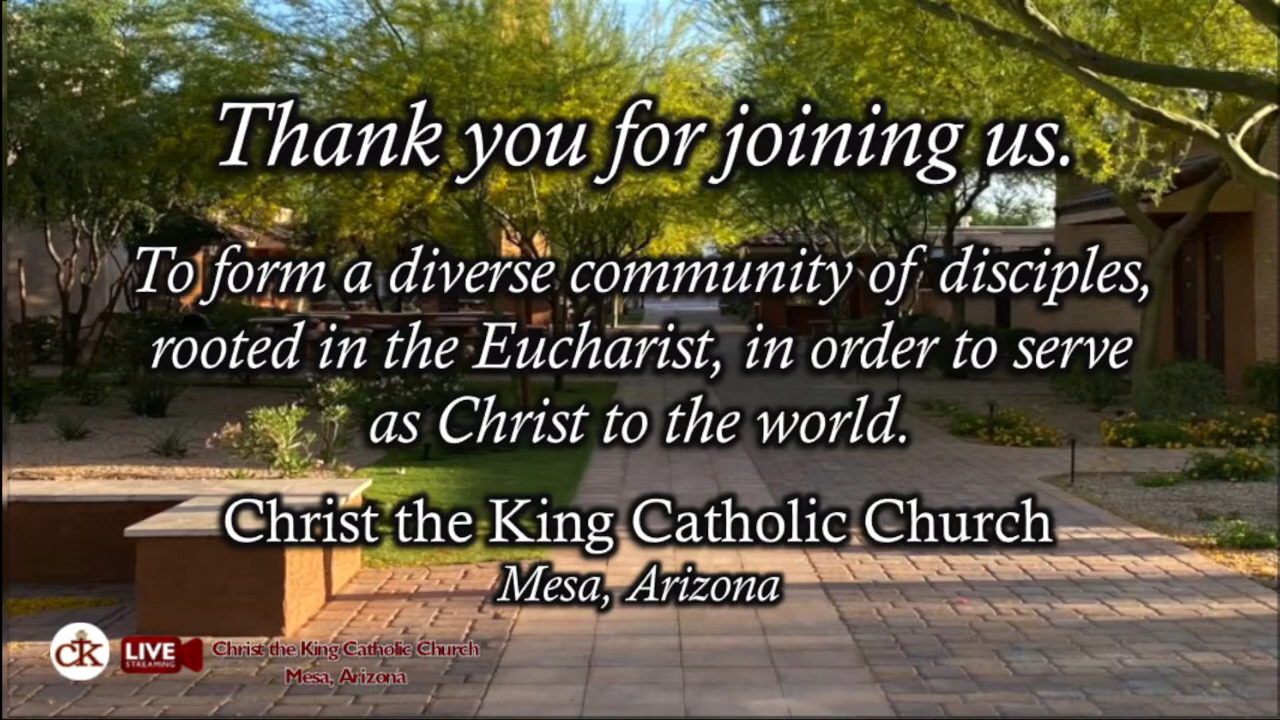 Thank you for joining us.
To form a diverse community of disciples,
rooted in the Eucharist, in order to serve
as Christ to the world.
Christ the King Catholic Church
Mesa, Arizona
CK
LIVE
STREAMING
Christ the King Catholic Church
Mesa, Arizona